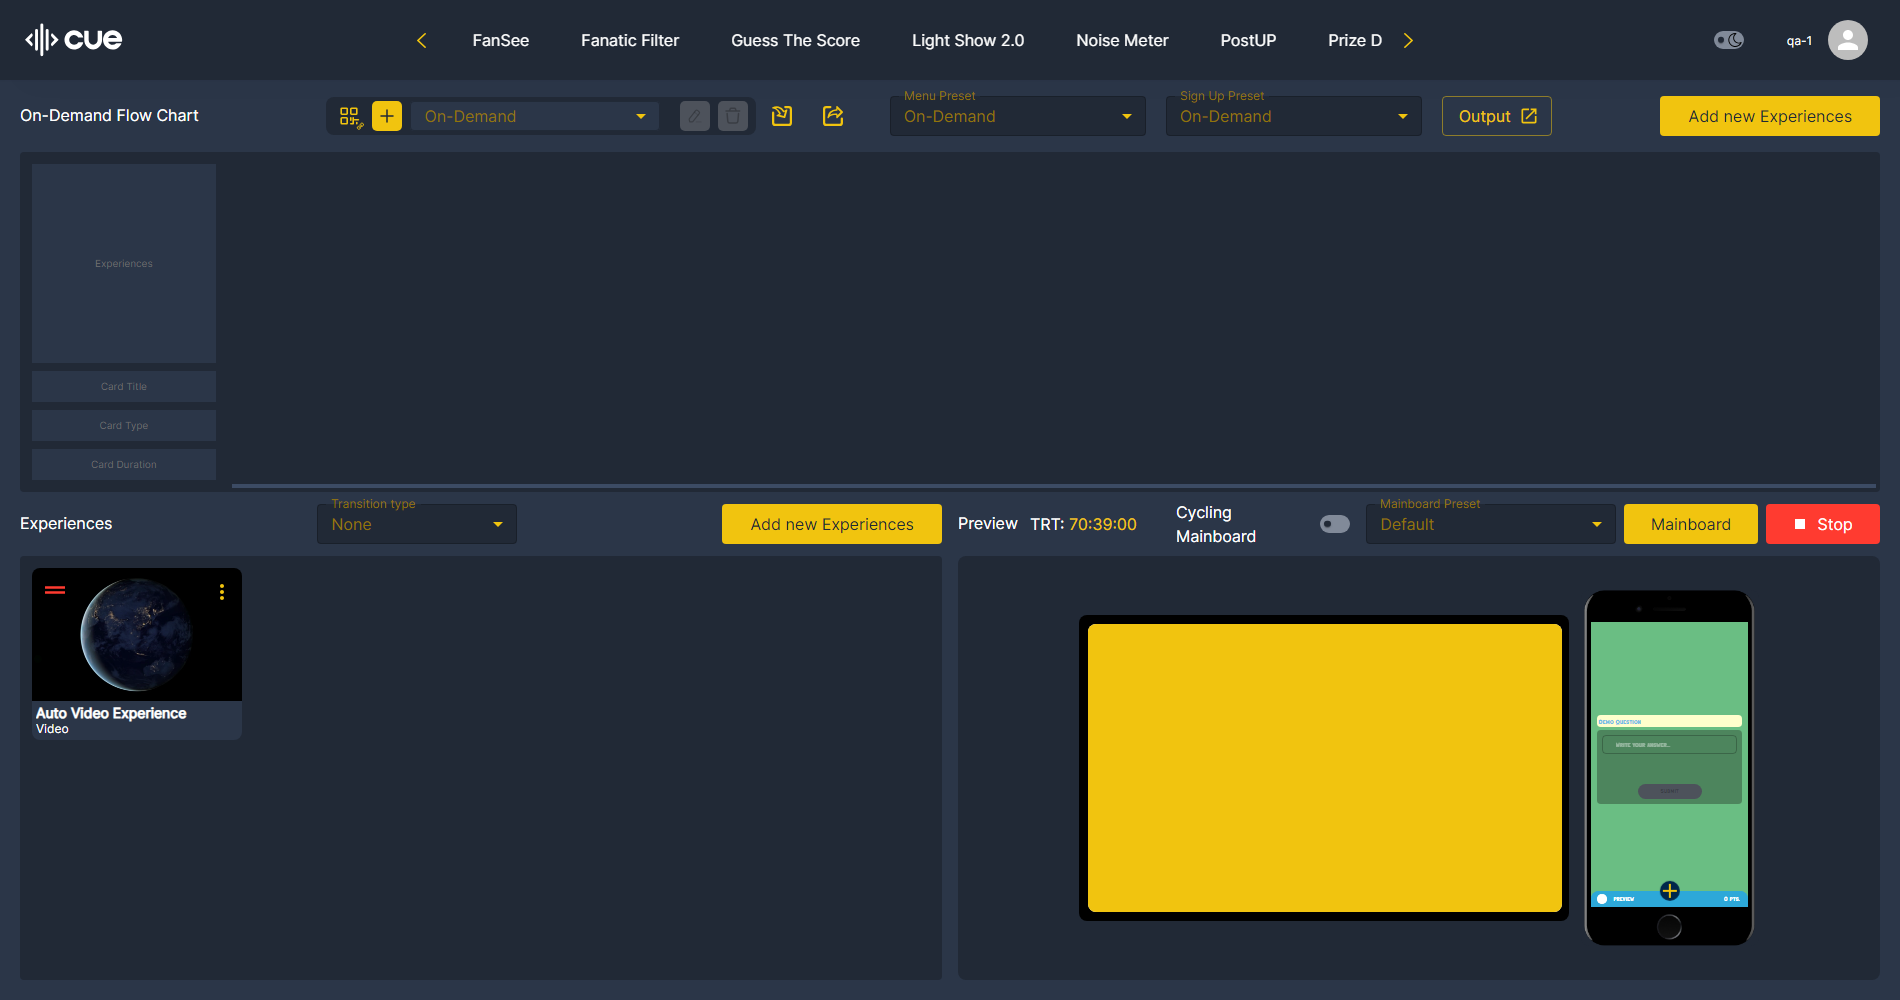 cue
FanSee
Fanatic Filter
Guess The Score
Light Show 2.0
Noise Meter
PostUP
Prize D
qa-1
On-Demand Flow Chart
On-Demand
Menu Preset
On-Demand
Sign Up Preset
On-Demand
Output
Add new Experiences
Experiences
Card Title
Card Type
Card Duration
Experiences
Transition type
None
Add new Experiences
Preview
TRT: 70:39:00
Cycling
Mainboard
Mainboard Preset
Default
Mainboard
Stop
Auto Video Experience
Video
Demo Question
Write your answer...
Submit
Preview
0 Pts.